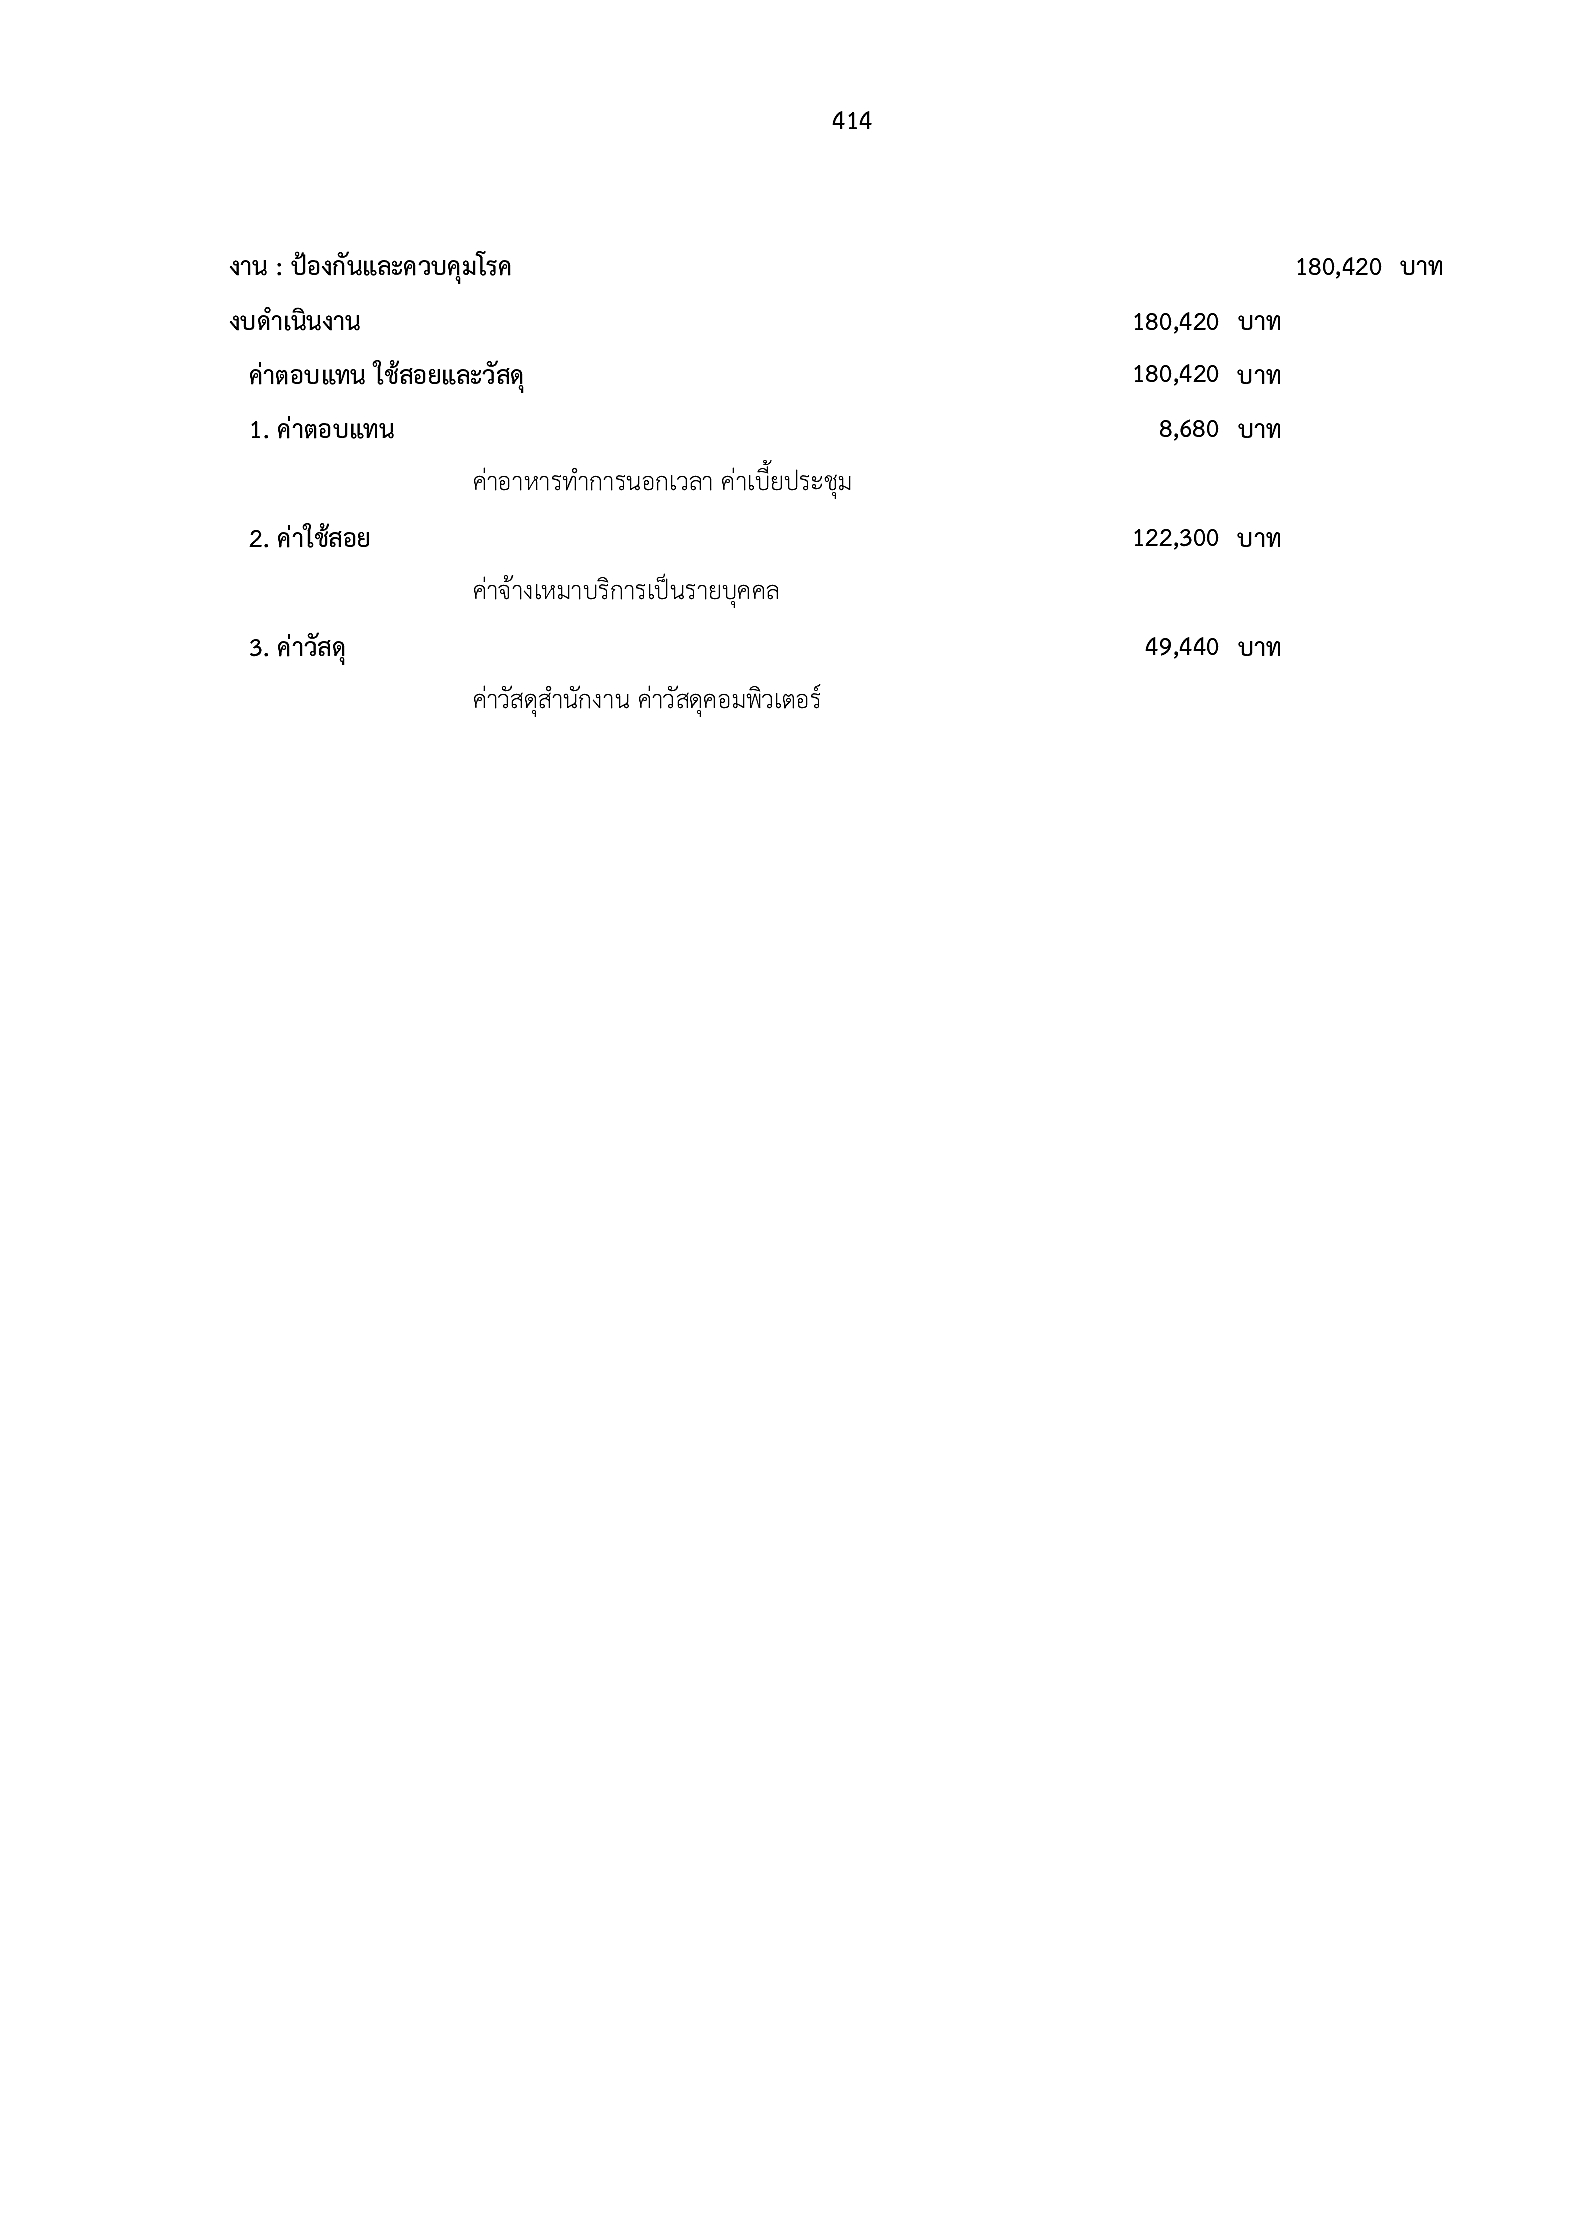 414
งาน : ป้องกันและควบคุมโรค 180,420 บาท
งบดำเนินงาน 180,420 บาท
ค่าตอบแทน ใช้สอยและวัสดุ 180,420 บาท
1. ค่าตอบแทน 8,680 บาท
ค่าอาหารทำการนอกเวลา ค่าเบี้ยประชุม
2. ค่าใช้สอย 122,300 บาท
ค่าจ้างเหมาบริการเป็นรายบุคคล
3. ค่าวัสดุ 49,440 บาท
ค่าวัสดุสำนักงาน ค่าวัสดุคอมพิวเตอร์